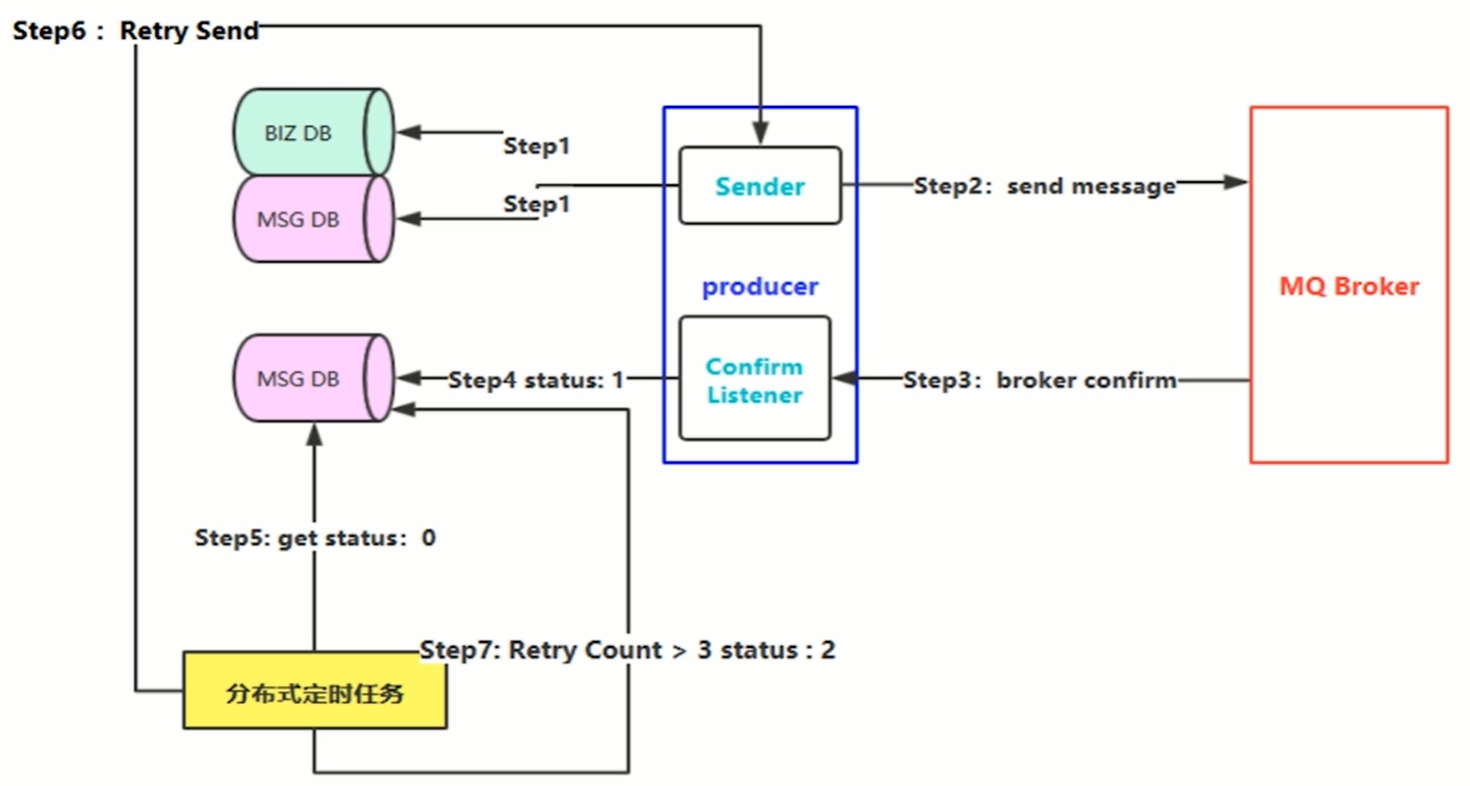 Step6： Retry Send
BIZ DB
Step1
MSG DB
Step1
Sender
Step2：send message
producer
MQ Broker
MSG DB
Step4 status: 1
Confirm
Listener
Step3：broker confirm
Step5: get status：0
Step7: Retry Count > 3 status : 2
分布式定时任务